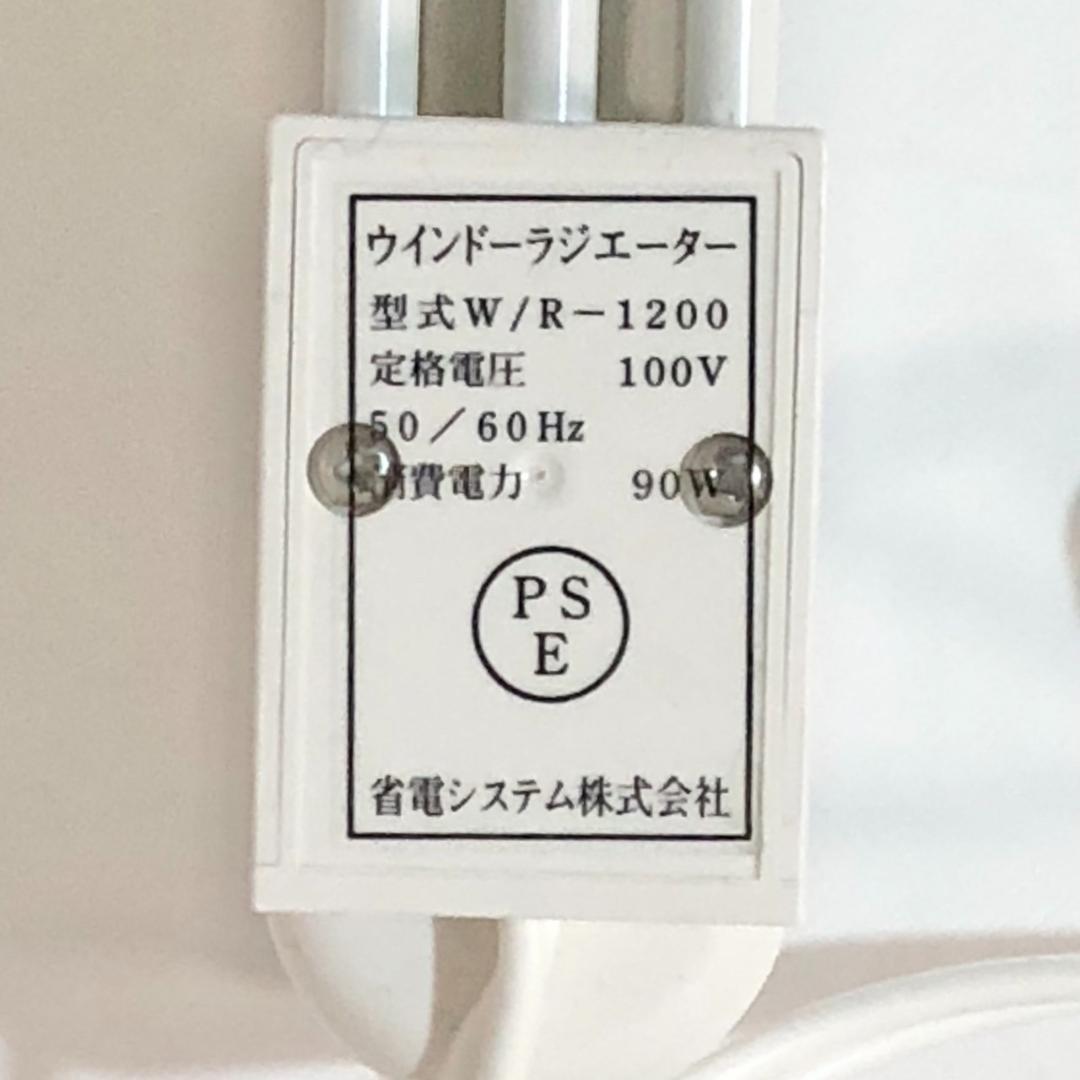 ウインドーラジエーター
型式W/R－1200
定格電圧 100V
50／60Hz
消費電力 90W
PS
E
省電システム株式会社